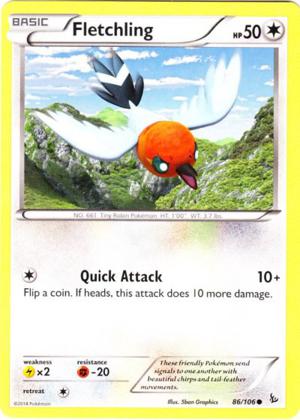 BASIC
Fletchling
HP50
NO. 661 Tiny Robin Pokémon HT. 1'00" WT. 3.7 lbs.
Quick Attack 10+
Flip a coin. If heads, this attack does 10 more damage.
weakness resistance
×2 -20
retreat
These friendly Pokémon send
signals to one another with
beautiful chirps and tail-feather
movements.
©2014 Pokémon
Illus. 5ban Graphics
86/106